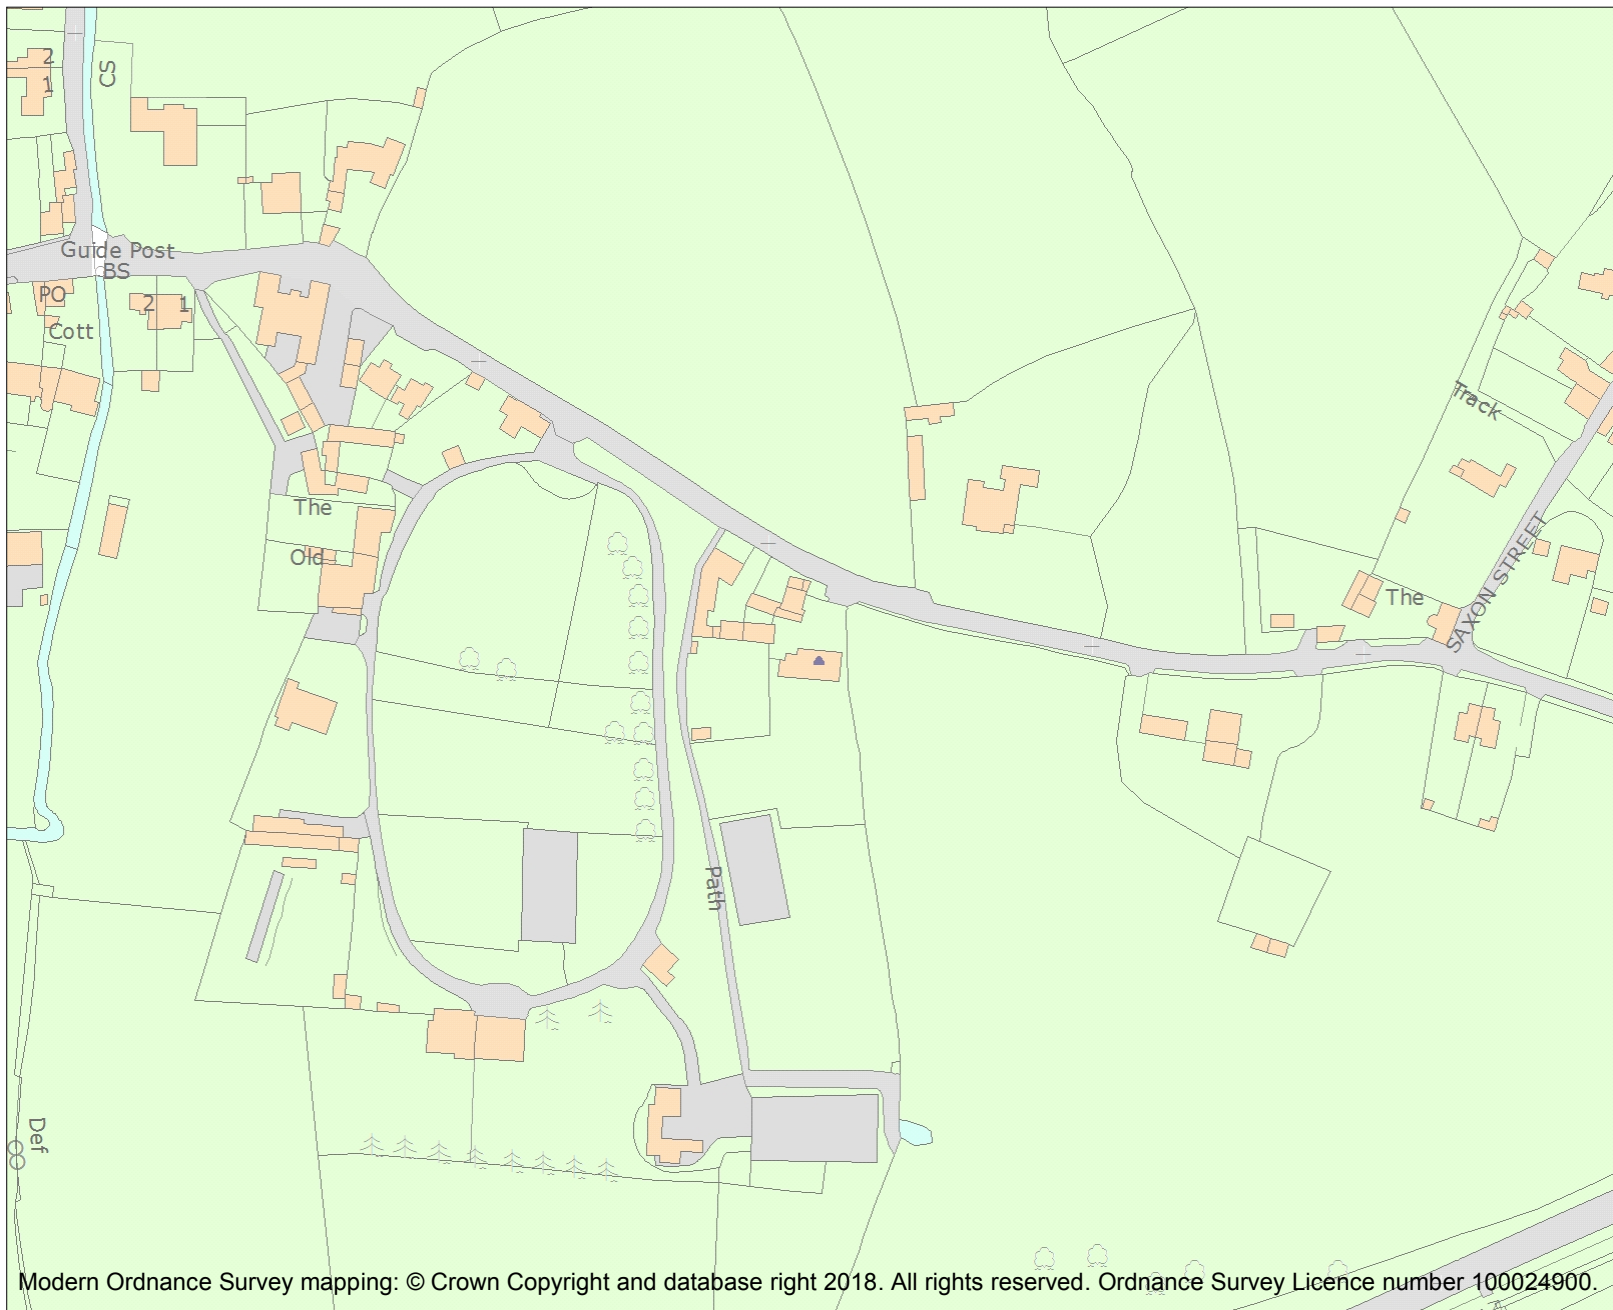 2
CS
1
Guide Post
BS
PO
2
1
Cott
Track
The
Old
SAXON STREET
The
Path
Def
Modern Ordnance Survey mapping: © Crown Copyright and database right 2018. All rights reserved. Ordnance Survey Licence number 100024900.